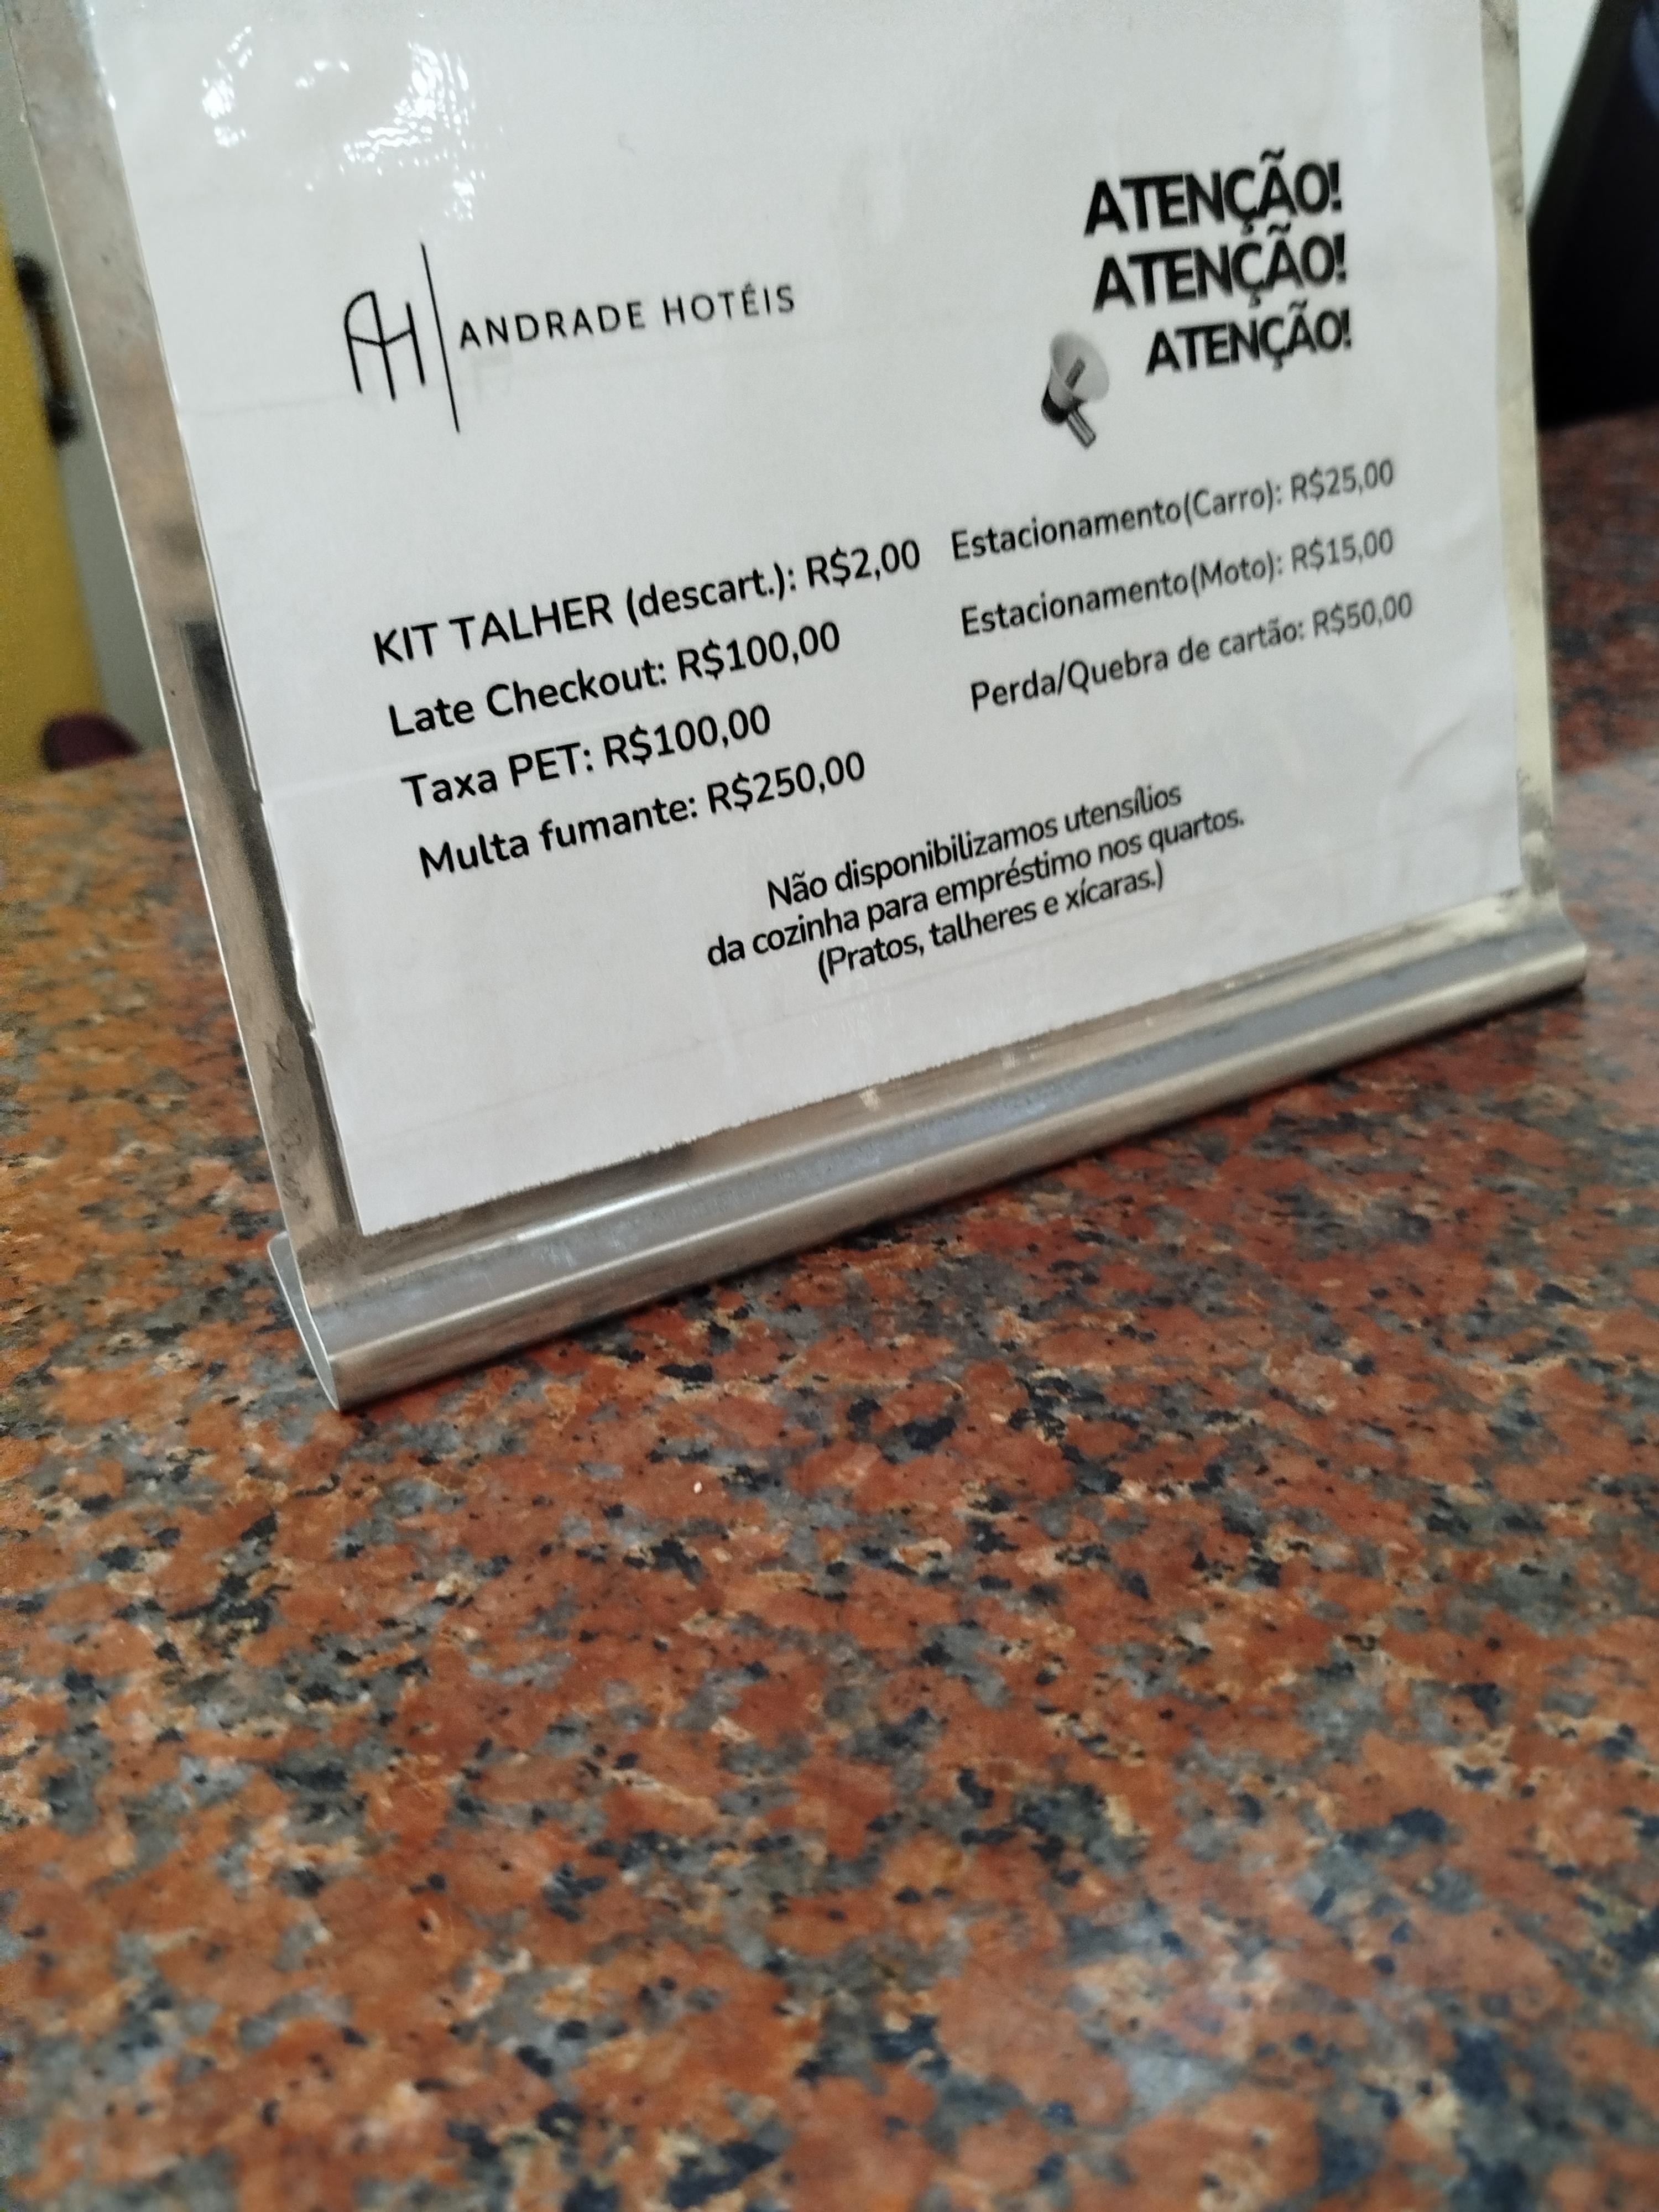 AH ANDRADE HOTÉIS
ATENÇÃO!
ATENÇÃO!
ATENÇÃO!
KIT TALHER (descart.): R$2,00
Late Checkout: R$100,00
Taxa PET: R$100,00
Multa fumante: R$250,00
Estacionamento(Carro): R$25,00
Estacionamento(Moto): R$15,00
Perda/Quebra de cartão: R$50,00
Não disponibilizamos utensílios
da cozinha para empréstimo nos quartos.
(Pratos, talheres e xícaras.)